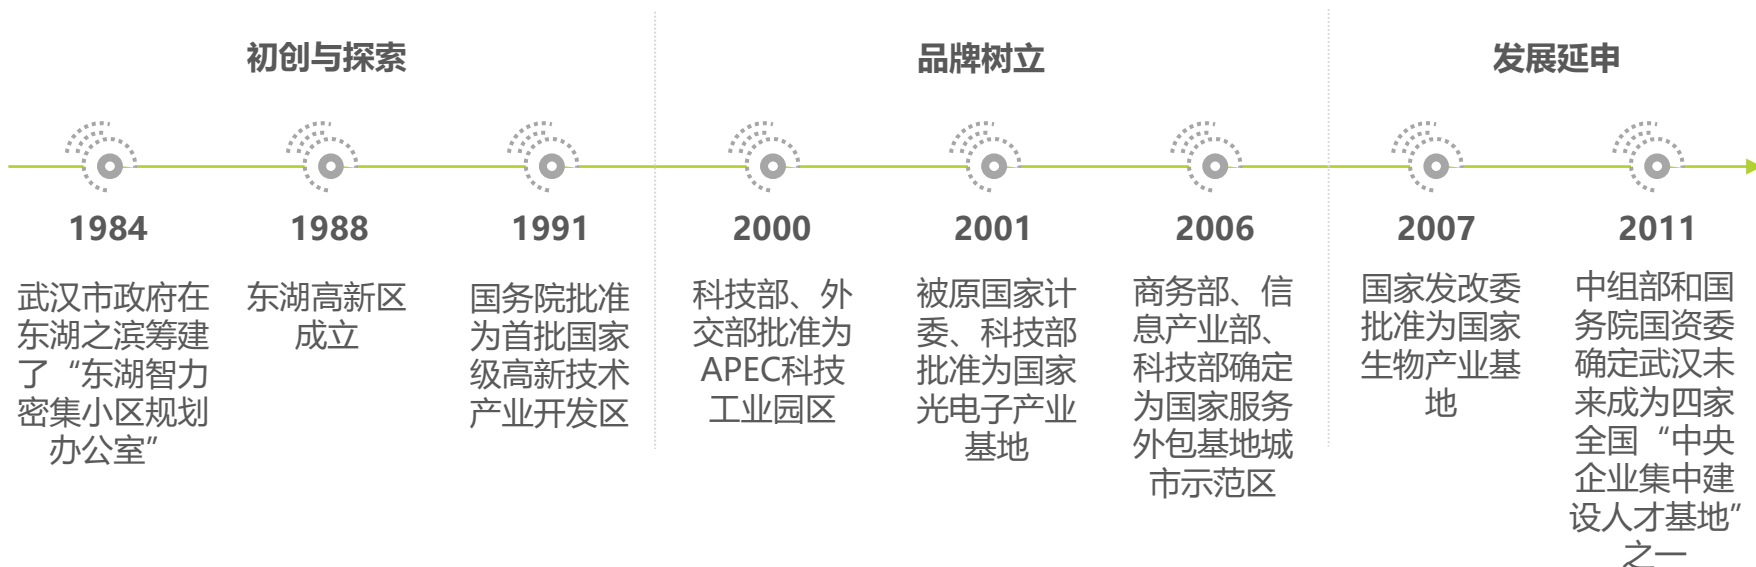 初创与探索
品牌树立
发展延申
1984
武汉市政府在
东湖之滨筹建
了“东湖智力
密集小区规划
办公室”
1988
东湖高新区
成立
1991
国务院批准
为首批国家
级高新技术
产业开发区
2000
科技部、外
交部批准为
APEC科技
工业园区
2001
被原国家计
委、科技部
批准为国家
光电子产业
基地
2006
商务部、信
息产业部、
科技部确定
为国家服务
外包基地城
市示范区
2007
国家发改委
批准为国家
生物产业基
地
2011
中组部和国
务院国资委
确定武汉未
来成为四家
全国“中央
企业集中建
设人才基地”
之一